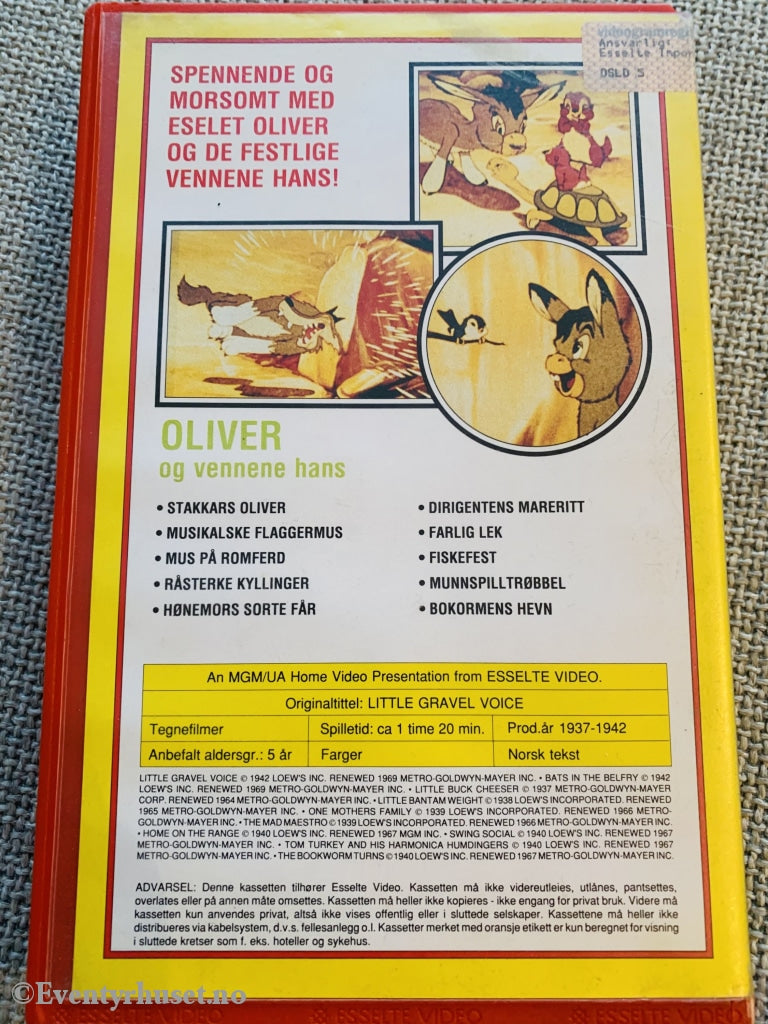 videogramregi
Ansvarlig:
Esselte Impor
DSLD 5
SPENNENDE OG
MORSOMT MED
ESELET OLIVER
OG DE FESTLIGE
VENNENE HANS!
OLIVER
og vennene hans
• STAKKARS OLIVER
• MUSIKALSKE FLAGGERMUS
• MUS PÅ ROMFERD
• RÅSTERKE KYLLINGER
• HØNEMORS SORTE FÅR
• DIRIGENTENS MARERITT
• FARLIG LEK
• FISKEFEST
• MUNNSPILLTRØBBEL
• BOKORMENS HEVN
An MGM/UA Home Video Presentation from ESSELTE VIDEO.
Originaltittel: LITTLE GRAVEL VOICE
Tegnefilmer Spilletid: ca 1 time 20 min. Prod.år 1937-1942
Anbefalt aldersgr.: 5 år Farger Norsk tekst
LITTLE GRAVEL VOICE © 1942 LOEW'S INC. RENEWED 1969 METRO-GOLDWYN-MAYER INC. • BATS IN THE BELFRY © 1942
LOEW'S INC. RENEWED 1969 METRO-GOLDWYN-MAYER INC. • LITTLE BUCK CHEESER © 1937 METRO-GOLDWYN-MAYER
CORP. RENEWED 1964 METRO-GOLDWYN-MAYER INC. • LITTLE BANTAM WEIGHT © 1938 LOEW'S INCORPORATED. RENEWED
1965 METRO-GOLDWYN-MAYER INC. • ONE MOTHERS FAMILY © 1939 LOEW'S INCORPORATED. RENEWED 1966 METRO-
GOLDWYN-MAYER INC. • THE MAD MAESTRO © 1939 LOEW'S INCORPORATED. RENEWED 1966 METRO-GOLDWYN-MAYER INC.
• HOME ON THE RANGE © 1940 LOEW'S INC. RENEWED 1967 MGM INC. • SWING SOCIAL © 1940 LOEW'S INC. RENEWED 1967
METRO-GOLDWYN-MAYER INC. • TOM TURKEY AND HIS HARMONICA HUMDINGERS © 1940 LOEW'S INC. RENEWED 1967
METRO-GOLDWYN-MAYER INC. • THE BOOKWORM TURNS © 1940 LOEW'S INC. RENEWED 1967 METRO-GOLDWYN-MAYER INC.
ADVARSEL: Denne kassetten tilhører Esselte Video. Kassetten må ikke videreutleies, utlånes, pantsettes,
overlates eller på annen måte omsettes. Kassetten må heller ikke kopieres - ikke engang for privat bruk. Videre må
kassetten kun anvendes privat, altså ikke vises offentlig eller i sluttede selskaper. Kassettene må heller ikke
distribueres via kabelsystem, d.v.s. fellesanlegg o.l. Kassetter merket med oransje etikett er kun beregnet for visning
i sluttede kretser som f. eks. hoteller og sykehus.
©Eventyrhuset.no
ESSELTE VIDEO ESSELTE VIDEO